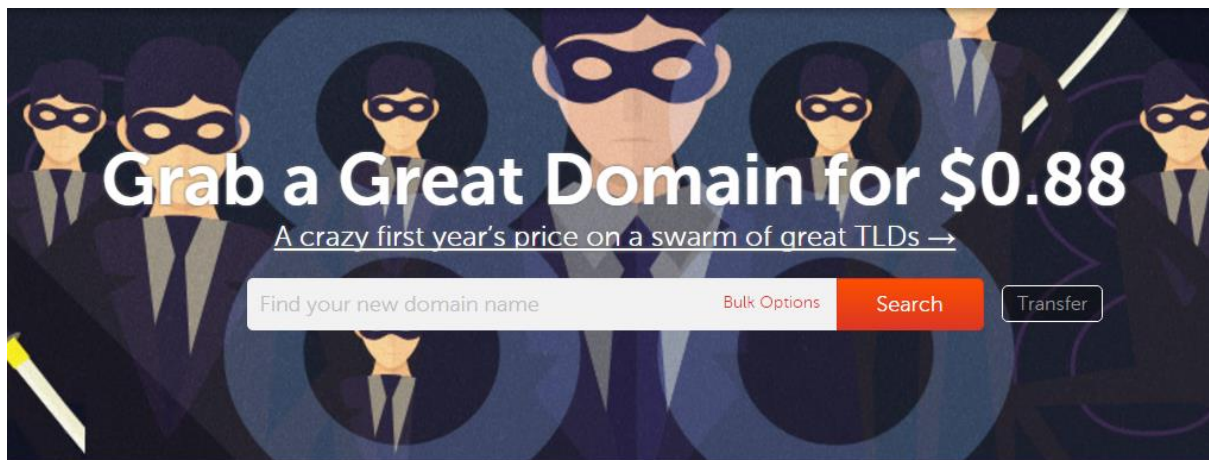 Grab a Great Domain for $0.88
A crazy first year's price on a swarm of great TLDs →
Find your new domain name Bulk Options Search Transfer